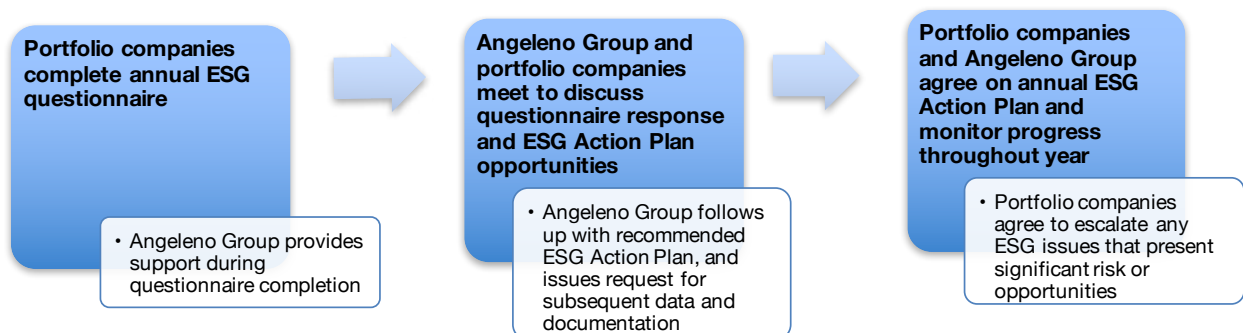 Portfolio companies
complete annual ESG
questionnaire
• Angeleno Group provides
support during
questionnaire completion
Angeleno Group and
portfolio companies
meet to discuss
questionnaire response
and ESG Action Plan
opportunities
• Angeleno Group follows
up with recommended
ESG Action Plan, and
issues request for
subsequent data and
documentation
Portfolio companies
and Angeleno Group
agree on annual ESG
Action Plan and
monitor progress
throughout year
• Portfolio companies
agree to escalate any
ESG issues that present
significant risk or
opportunities